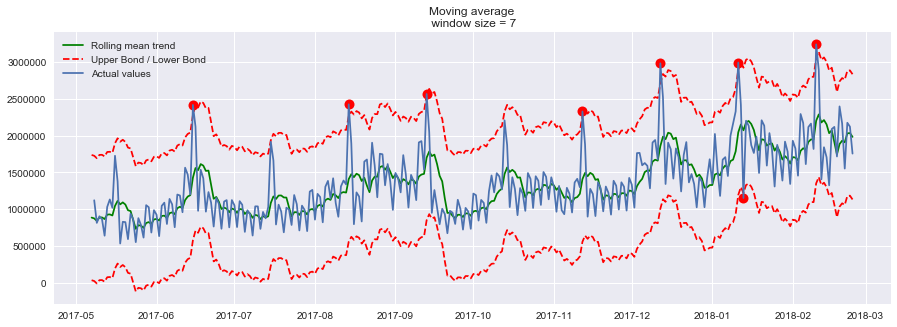 Moving average
window size = 7
Rolling mean trend
Upper Bond / Lower Bond
Actual values
3000000
2500000
2000000
1500000
1000000
500000
0
2017-05 2017-06 2017-07 2017-08 2017-09 2017-10 2017-11 2017-12 2018-01 2018-02 2018-03